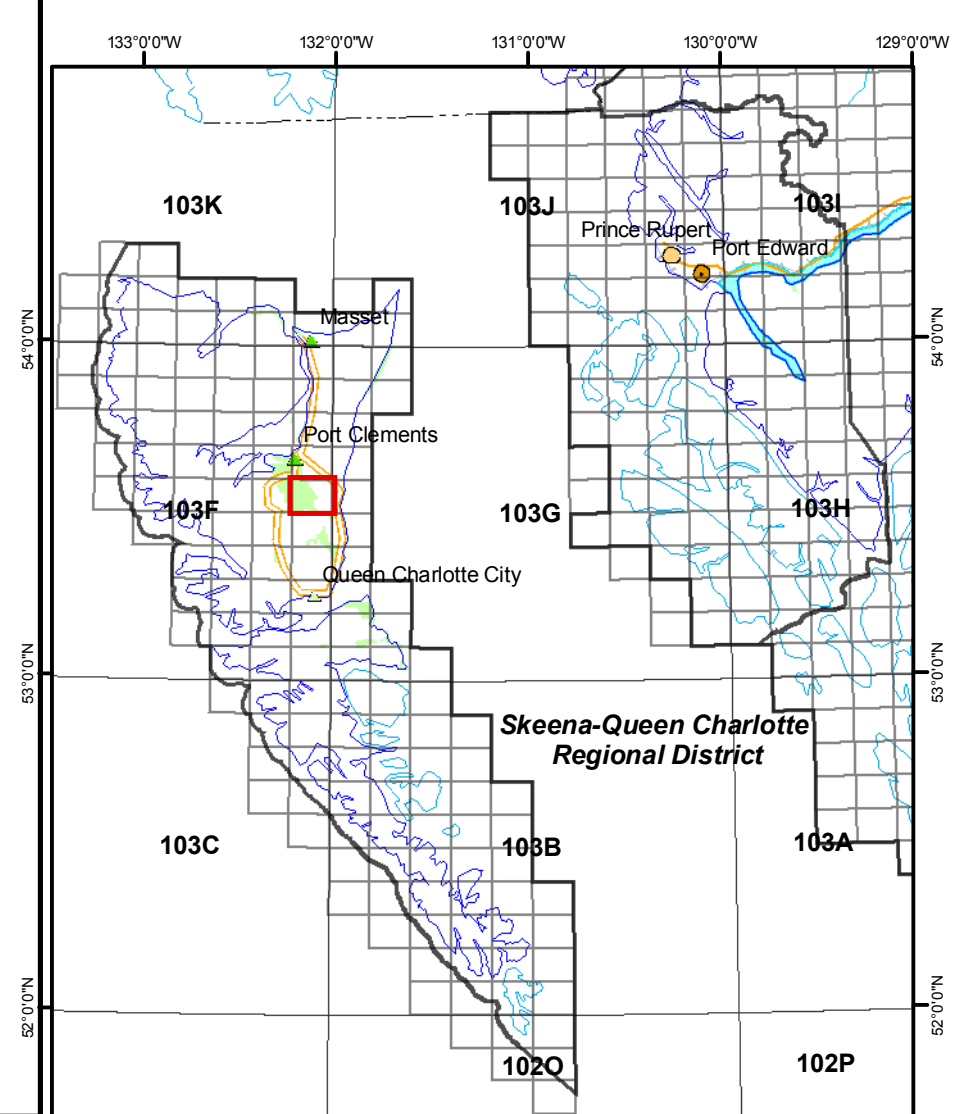 133°0'0"W
132°0'0"W
131°0'0"W
130°0'0"W
129°0'0"W
103K
103J
103I
Prince Rupert
Port Edward
54°0'0"N
54°0'0"N
Masset
Port Clements
103F
103G
103H
Queen Charlotte City
53°0'0"N
53°0'0"N
Skeena-Queen Charlotte
Regional District
103C
103B
103A
52°0'0"N
52°0'0"N
102O
102P